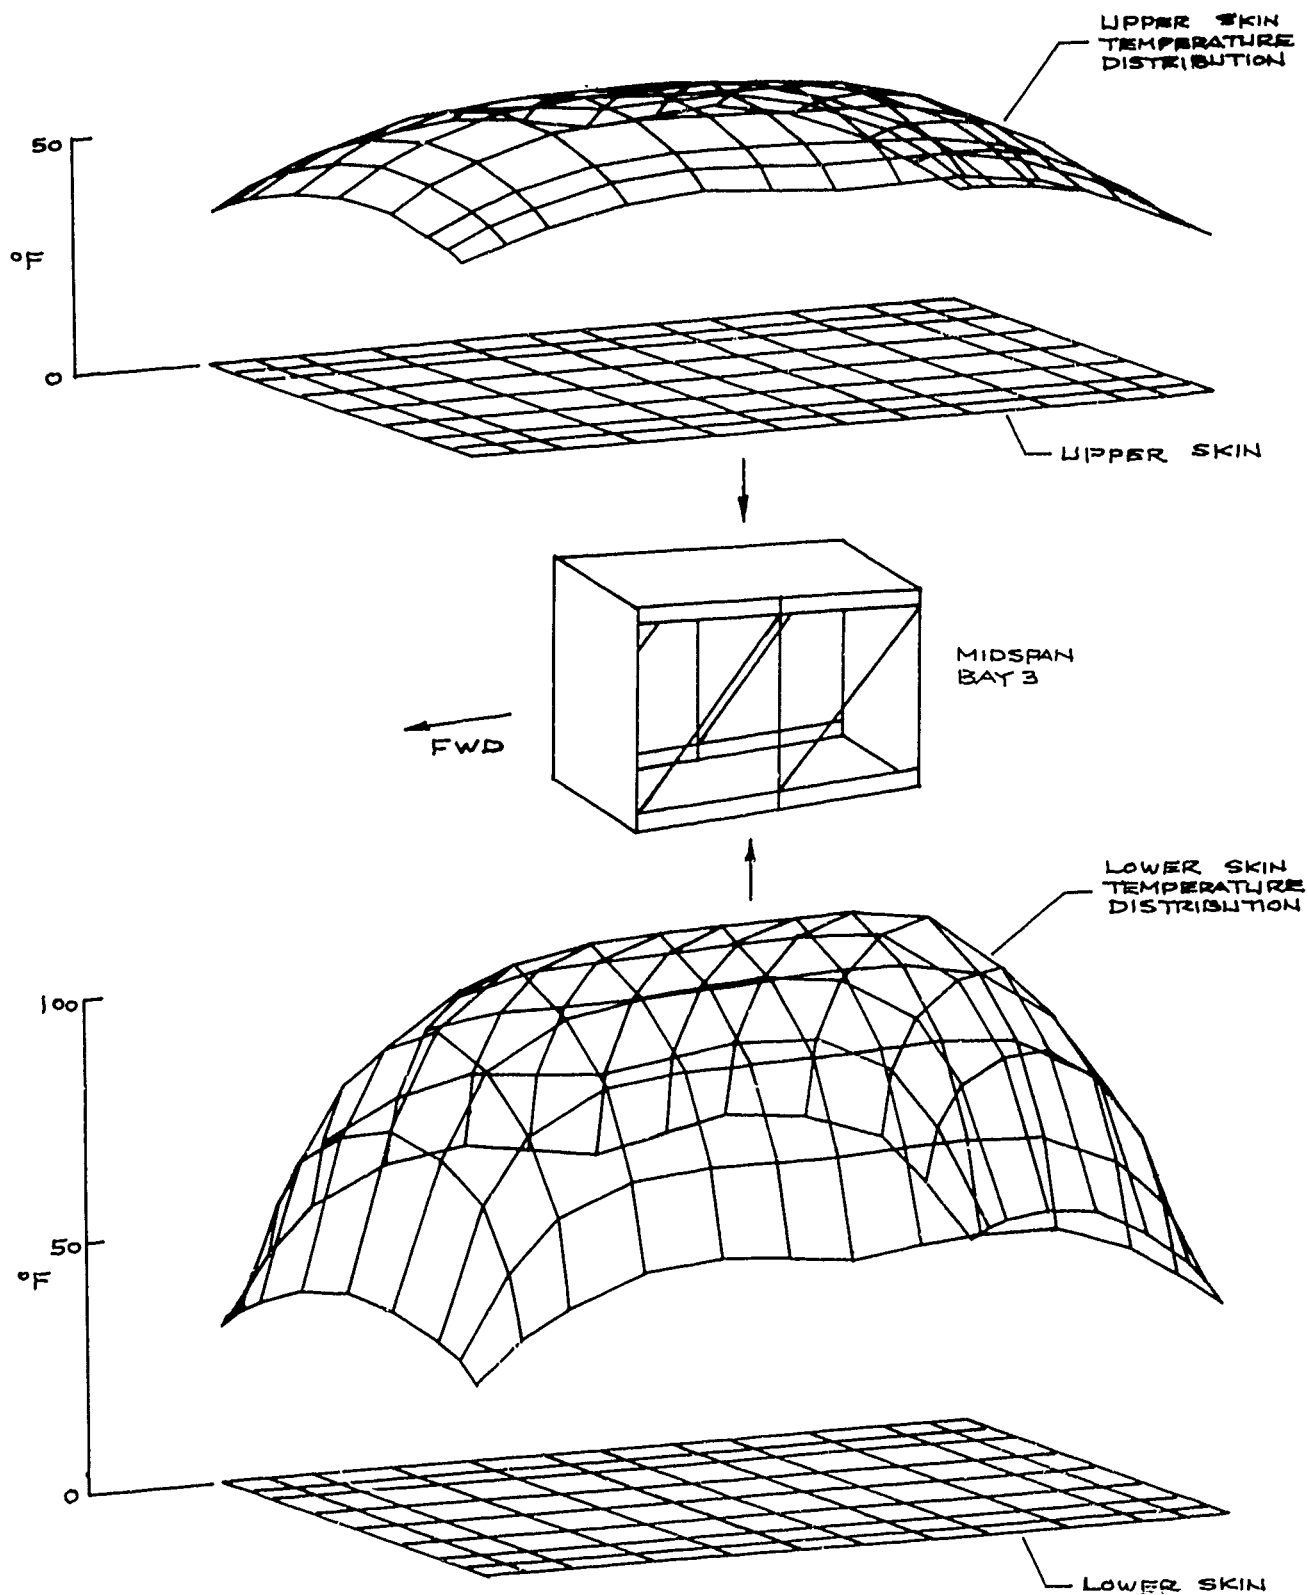 UPPER SKIN
TEMPERATURE
DISTRIBUTION
50
°F
0
UPPER SKIN
MIDSPAN
BAY 3
FWD
LOWER SKIN
TEMPERATURE
DISTRIBUTION
100
50
°F
0
LOWER SKIN